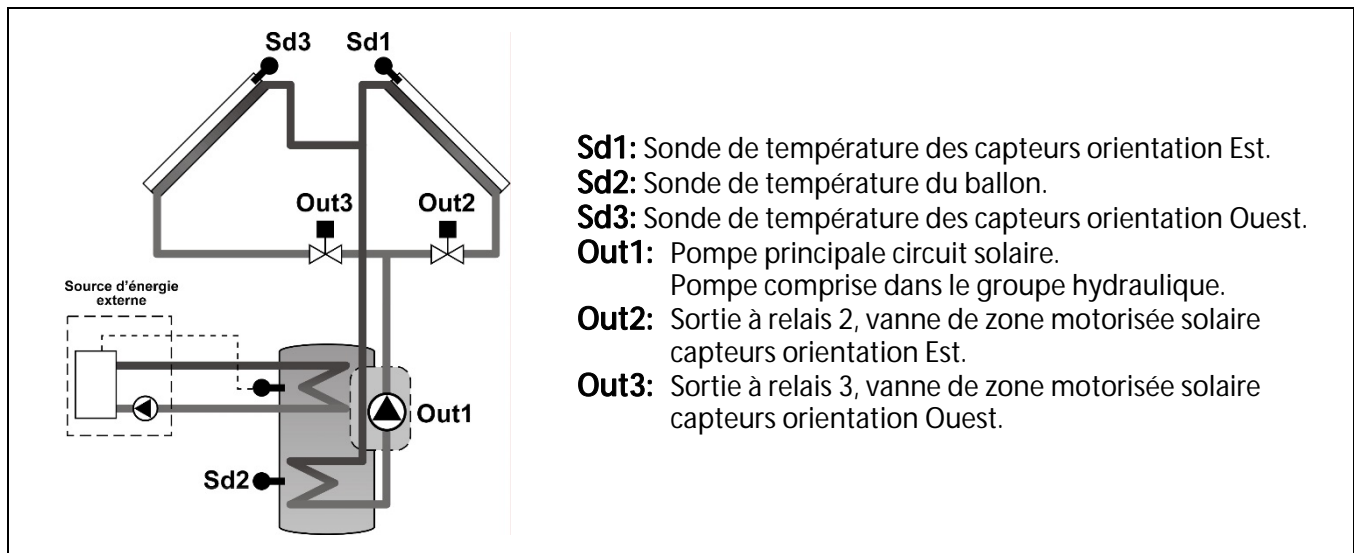 Sd3 Sd1
Out3 Out2
Source d'énergie
externe
Out1
Sd2
Sd1: Sonde de température des capteurs orientation Est.
Sd2: Sonde de température du ballon.
Sd3: Sonde de température des capteurs orientation Ouest.
Out1: Pompe principale circuit solaire.
Pompe comprise dans le groupe hydraulique.
Out2: Sortie à relais 2, vanne de zone motorisée solaire
capteurs orientation Est.
Out3: Sortie à relais 3, vanne de zone motorisée solaire
capteurs orientation Ouest.